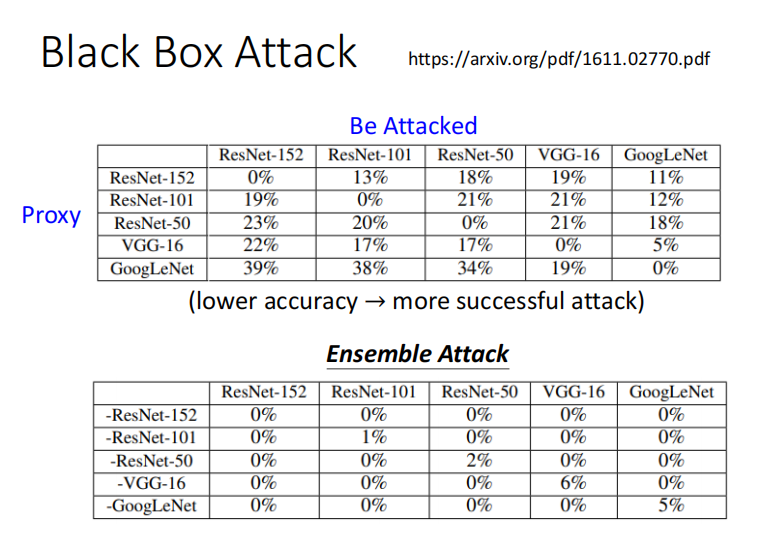 Black Box Attack https://arxiv.org/pdf/1611.02770.pdf
Be Attacked
ResNet-152 ResNet-101 ResNet-50 VGG-16 GoogLeNet
ResNet-152 0% 13% 18% 19% 11%
ResNet-101 19% 0% 21% 21% 12%
Proxy
ResNet-50 23% 20% 0% 21% 18%
VGG-16 22% 17% 17% 0% 5%
GoogLeNet 39% 38% 34% 19% 0%
(lower accuracy → more successful attack)
Ensemble Attack
ResNet-152 ResNet-101 ResNet-50 VGG-16 GoogLeNet
-ResNet-152 0% 0% 0% 0% 0%
-ResNet-101 0% 1% 0% 0% 0%
-ResNet-50 0% 0% 2% 0% 0%
-VGG-16 0% 0% 0% 6% 0%
-GoogLeNet 0% 0% 0% 0% 5%